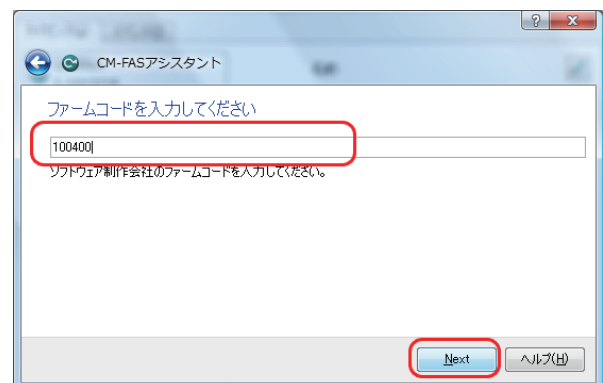 CM-FASアシスタント
ファームコードを入力してください
100400
ソフトウェア制作会社のファームコードを入力してください。
Next
ヘルプ(H)